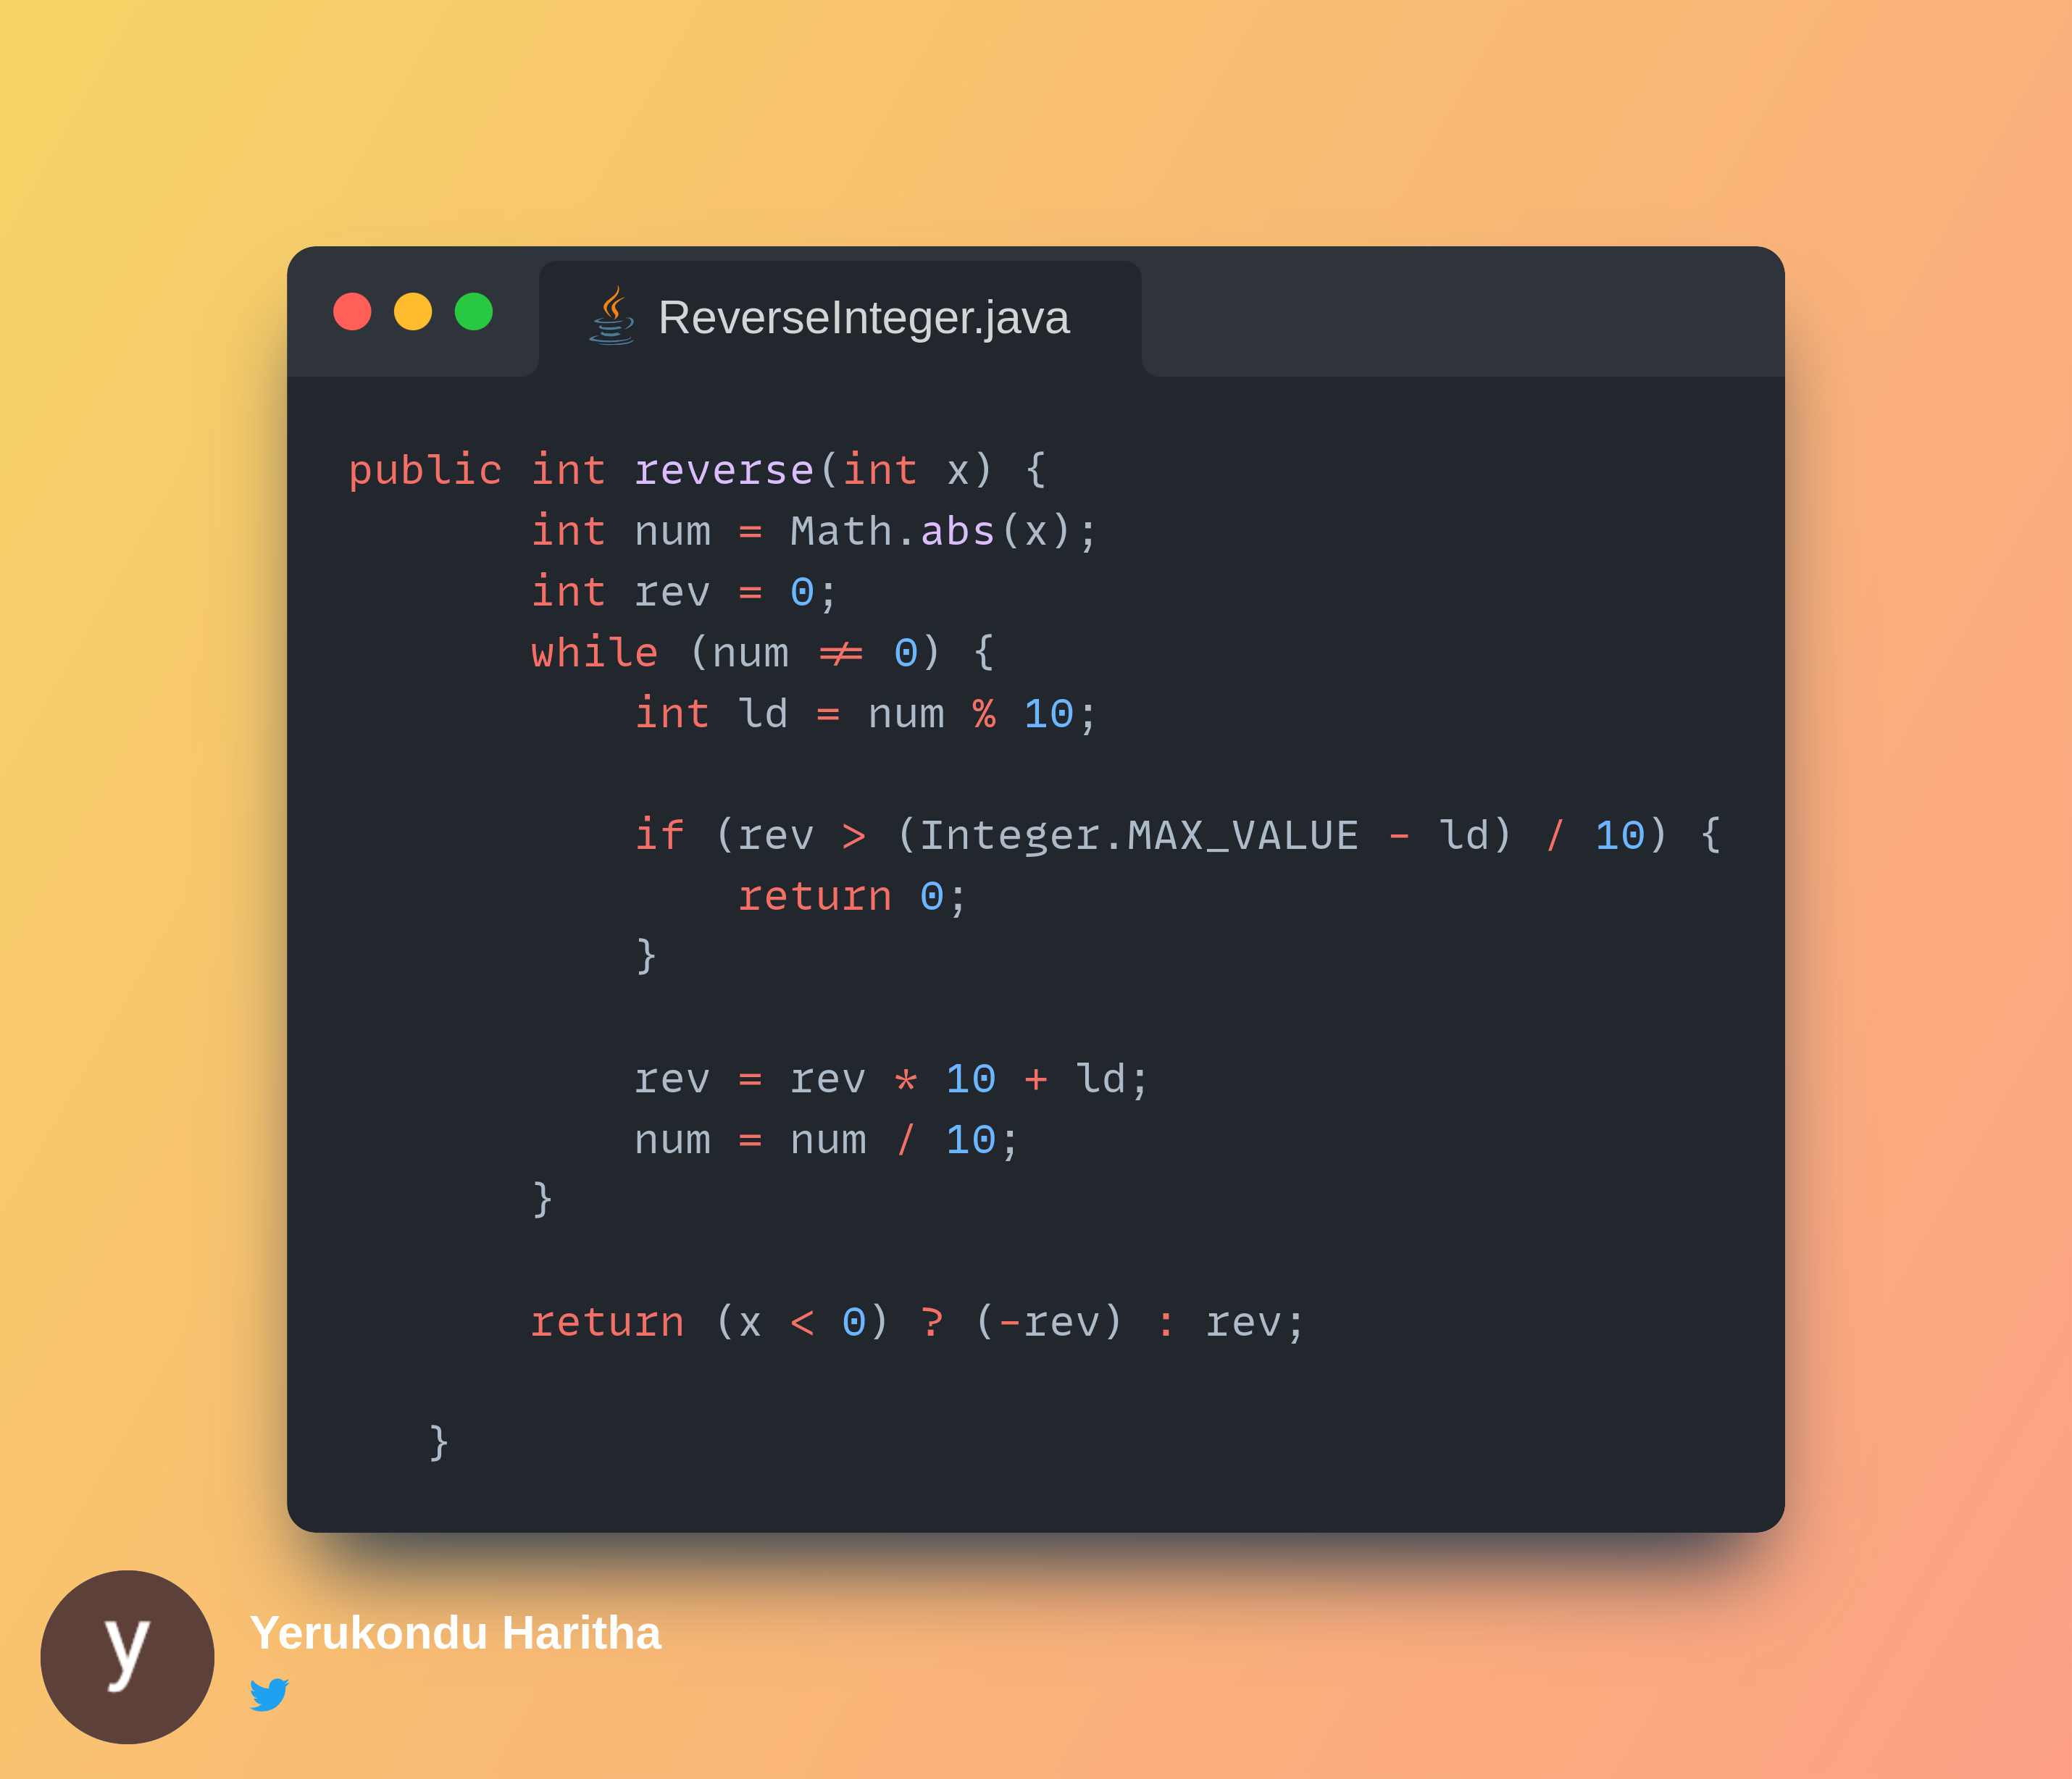 ReverseInteger.java
public int reverse(int x) {
int num = Math.abs(x);
int rev = 0;
while (num != 0) {
int ld = num % 10;
if (rev > (Integer.MAX_VALUE - ld) / 10) {
return 0;
}
rev = rev * 10 + ld;
num = num / 10;
}
return (x < 0) ? (-rev) : rev;
}
y
Yerukondu Haritha